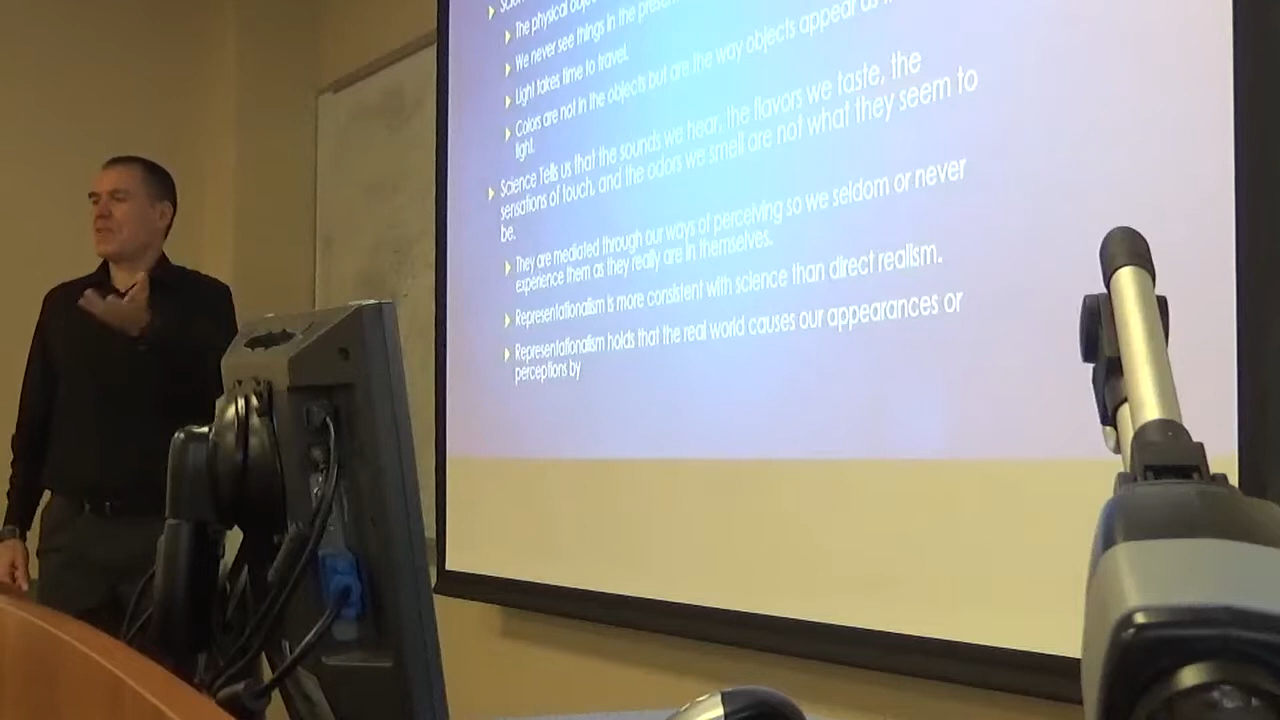 The physical
We never see things in the
Light takes time to travel.
Colors are not in the objects but are the way objects appear as
light.
Science Tells us that the sounds we hear, the flavors we taste, the
sensations of touch, and the odors we smell are not what they seem to
be.
They are mediated through our ways of perceiving so we seldom or never
experience them as they really are in themselves.
Representationalism is more consistent with science than direct realism.
Representationalism holds that the real world causes our appearances or
perceptions by